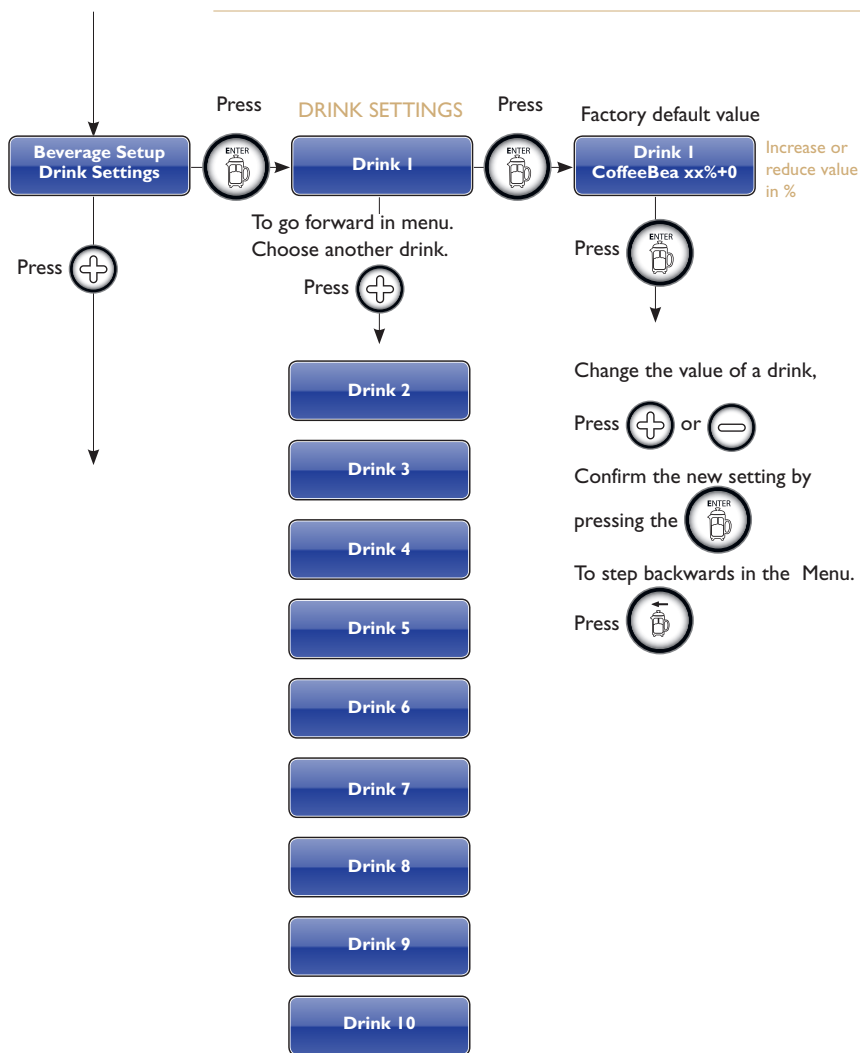 Press
DRINK SETTINGS
Press
Factory default value
Beverage Setup
Drink Settings
ENTER
Drink 1
ENTER
Drink 1
CoffeeBea xx%+0
Increase or
reduce value
in %
To go forward in menu.
Choose another drink.
Press
Press
Press
ENTER
Drink 2
Drink 3
Drink 4
Drink 5
Drink 6
Drink 7
Drink 8
Drink 9
Drink 10
Change the value of a drink,
Press or
Confirm the new setting by
pressing the ENTER
To step backwards in the Menu.
Press